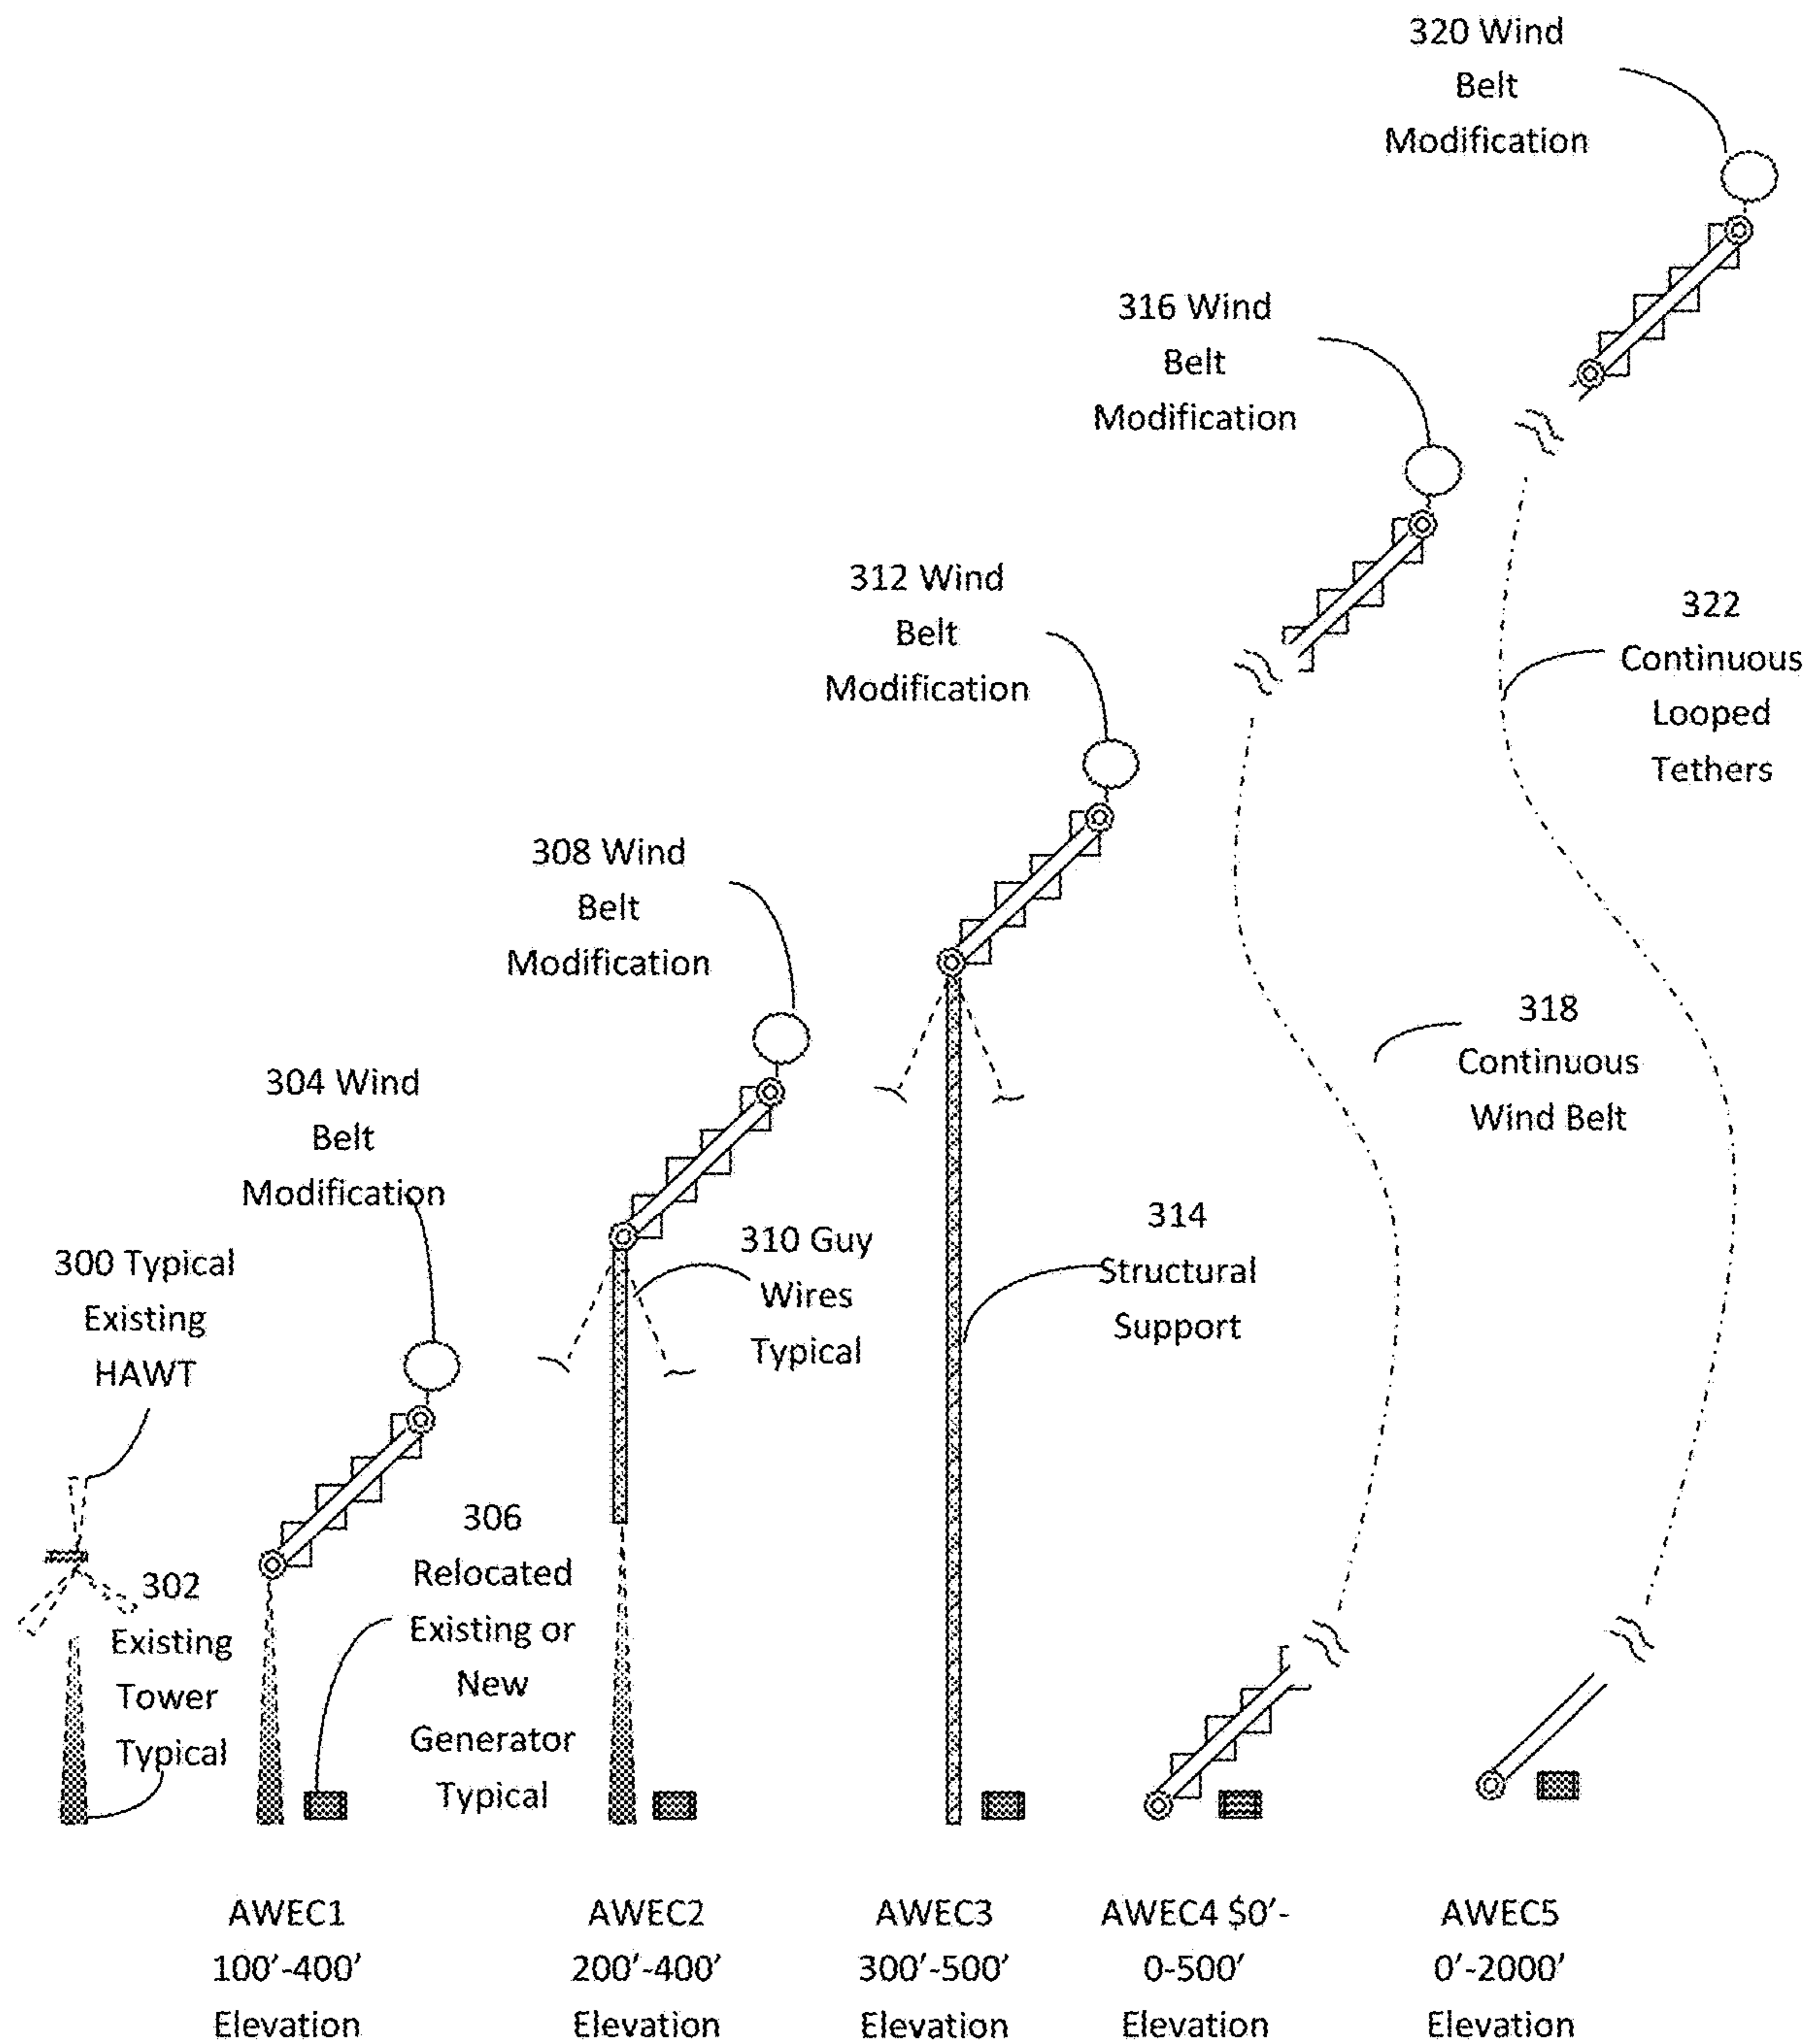 320 Wind
Belt
Modification
316 Wind
Belt
Modification
312 Wind
Belt
Modification
322
Continuous
Looped
Tethers
308 Wind
Belt
Modification
318
Continuous
Wind Belt
304 Wind
Belt
Modification
314
Structural
Support
310 Guy
Wires
Typical
300 Typical
Existing
HAWT
306
Relocated
Existing or
New
Generator
Typical
302
Existing
Tower
Typical
AWEC1
100'-400'
Elevation
AWEC2
200'-400'
Elevation
AWEC3
300'-500'
Elevation
AWEC4 $0'-
0-500'
Elevation
AWEC5
0'-2000'
Elevation